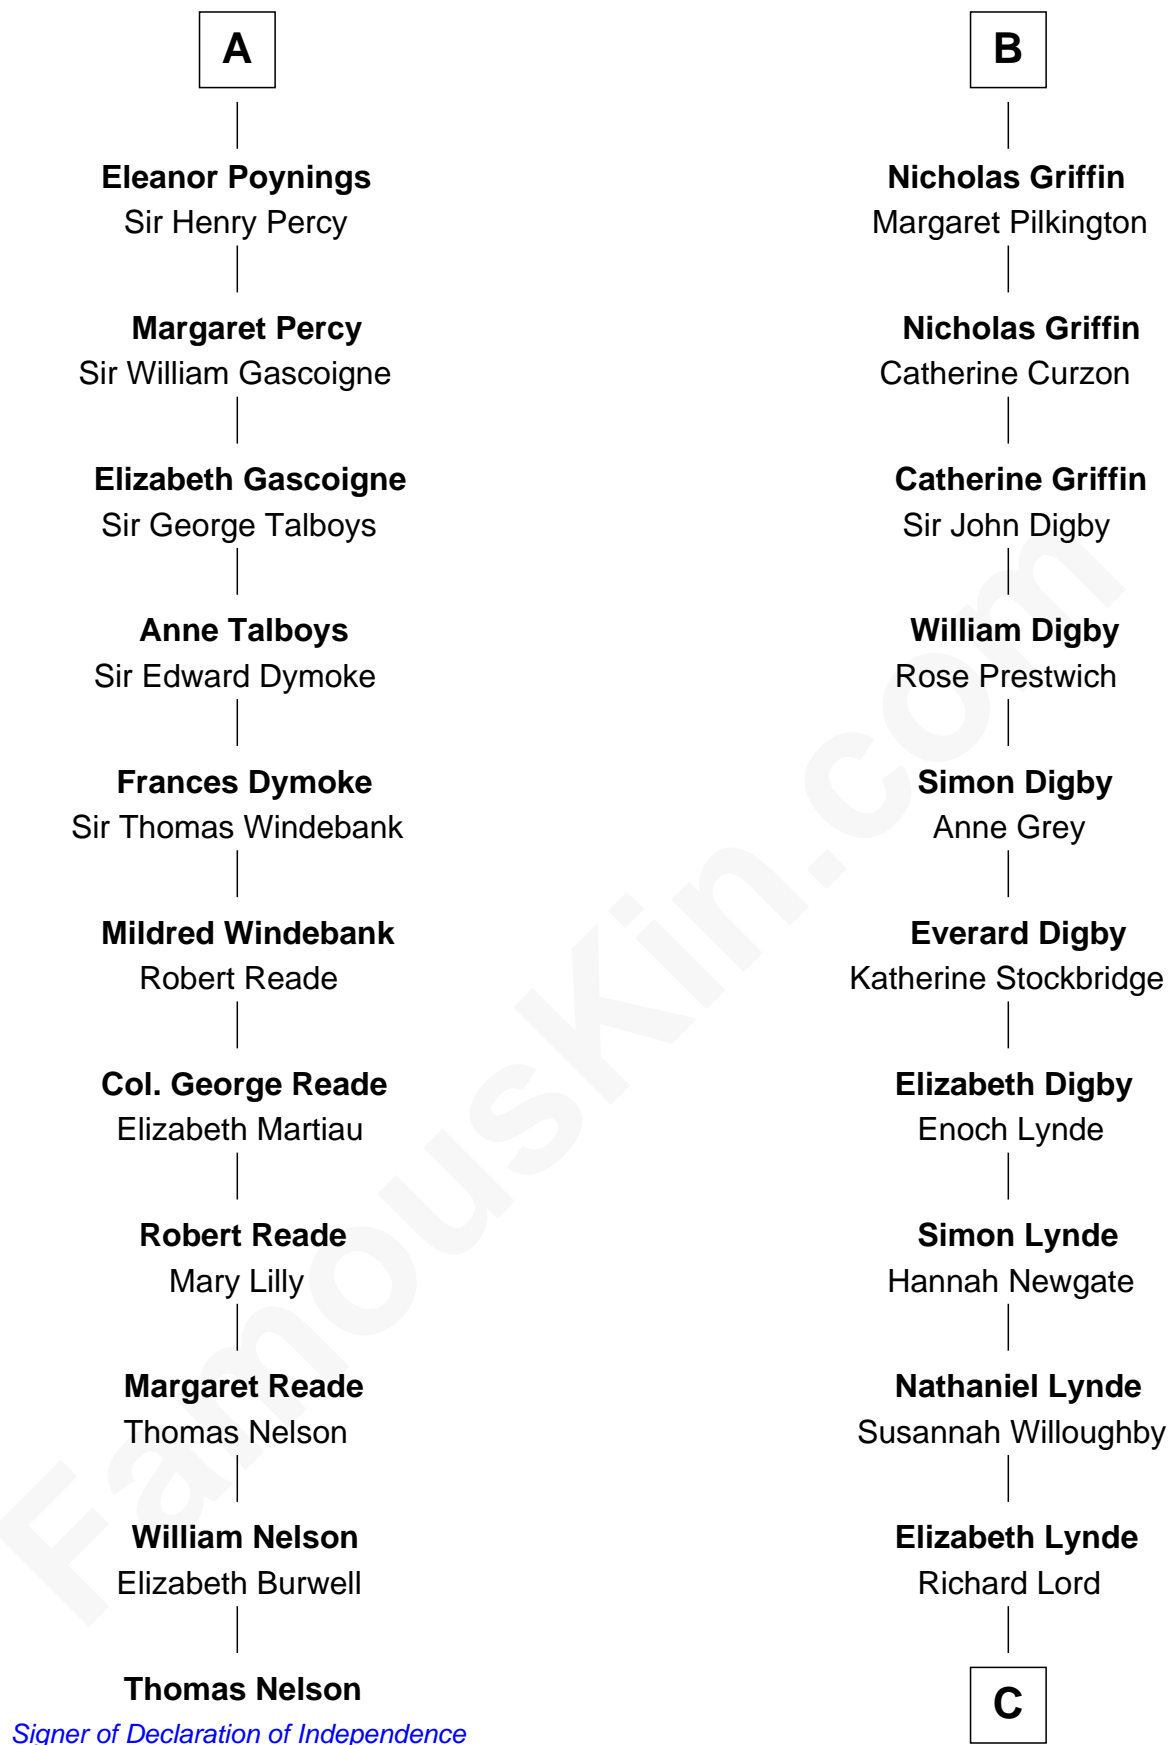 A
Eleanor Poynings
Sir Henry Percy
Margaret Percy
Sir William Gascoigne
Elizabeth Gascoigne
Sir George Talboys
Anne Talboys
Sir Edward Dymoke
Frances Dymoke
Sir Thomas Windebank
Mildred Windebank
Robert Reade
Col. George Reade
Elizabeth Martiau
Robert Reade
Mary Lilly
Margaret Reade
Thomas Nelson
William Nelson
Elizabeth Burwell
Thomas Nelson
Signer of Declaration of Independence
B
Nicholas Griffin
Margaret Pilkington
Nicholas Griffin
Catherine Curzon
Catherine Griffin
Sir John Digby
William Digby
Rose Prestwich
Simon Digby
Anne Grey
Everard Digby
Katherine Stockbridge
Elizabeth Digby
Enoch Lynde
Simon Lynde
Hannah Newgate
Nathaniel Lynde
Susannah Willoughby
Elizabeth Lynde
Richard Lord
C
FamousKin.com